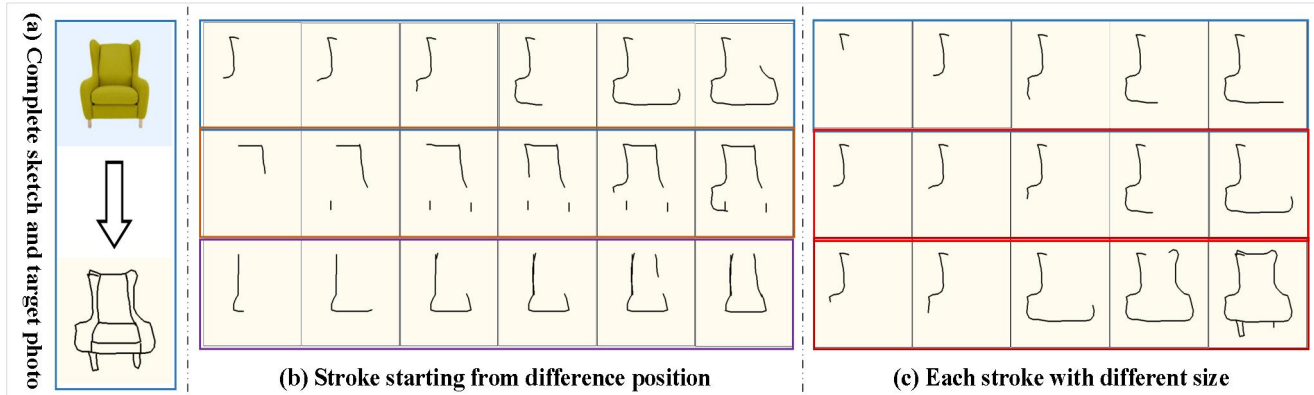 (a) Complete sketch and target photo
(b) Stroke starting from difference position
(c) Each stroke with different size